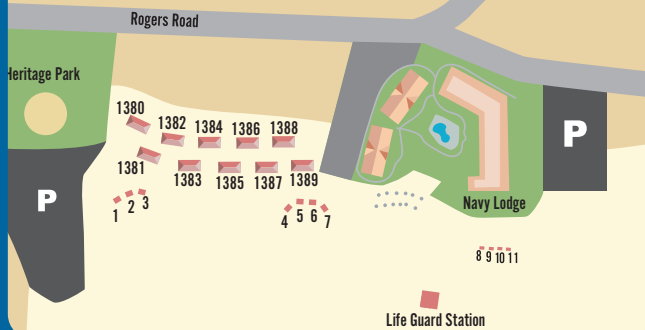 Rogers Road
Heritage Park
1380
1382
1384
1386
1388
P
1381
1383
1385
1387
1389
P
1 2 3
4 5 6 7
Navy Lodge
8 9 10 11
Life Guard Station